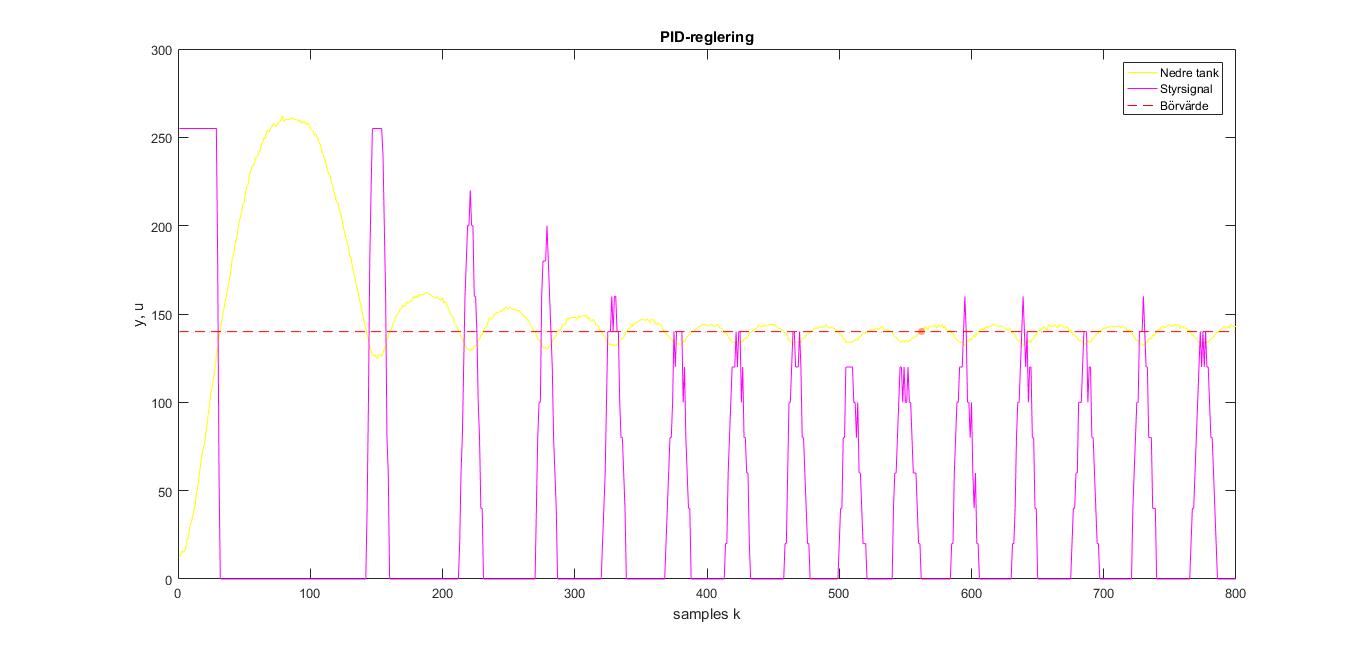 PID-reglering
Nedre tank
Styrsignal
Börvärde
y, u
300
250
200
150
100
50
0
0 100 200 300 400 500 600 700 800
samples k